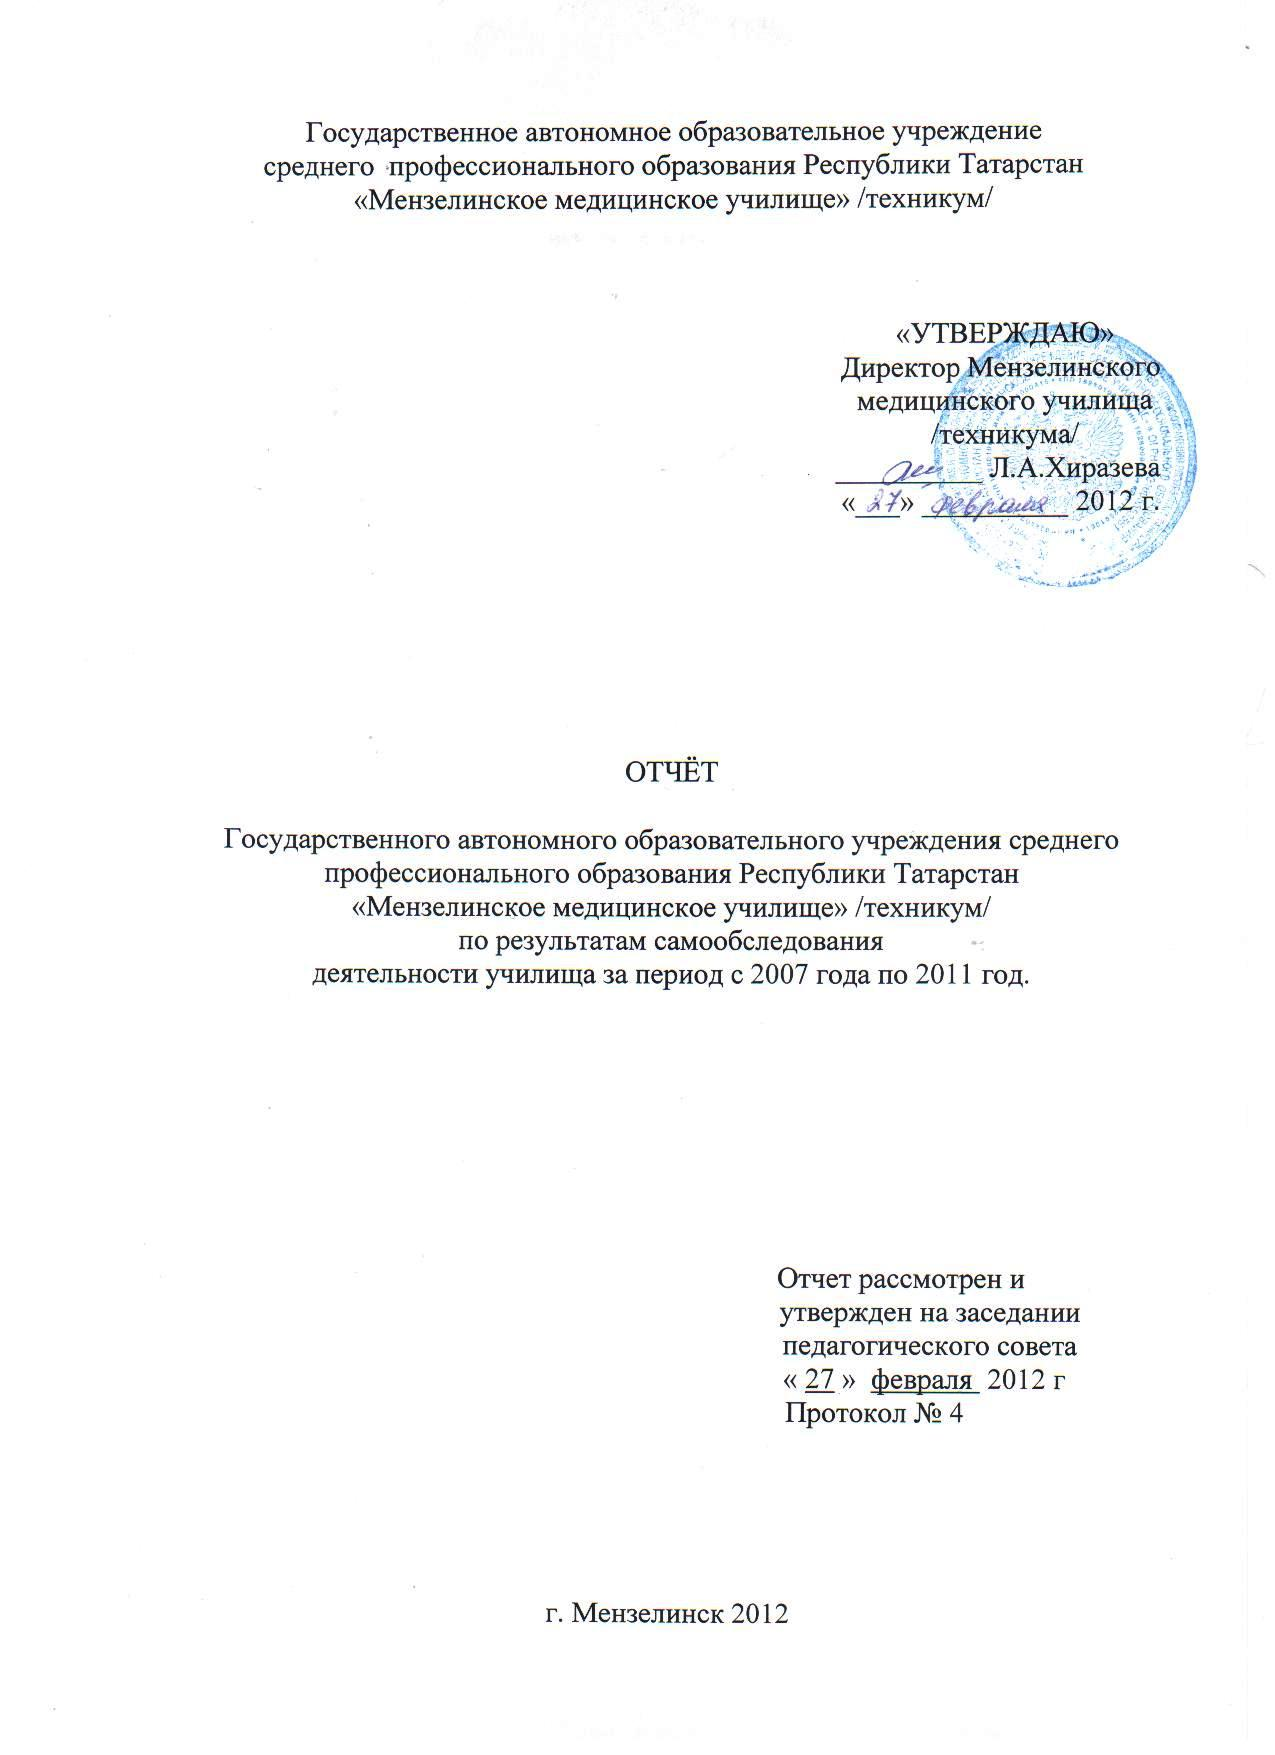 Государственное автономное образовательное учреждение
среднего профессионального образования Республики Татарстан
«Мензелинское медицинское училище» /техникум/
«УТВЕРЖДАЮ»
Директор Мензелинского
медицинского училища
/техникума/
__________ Л.А.Хиразева
«27» февраля 2012 г.
ОТЧЁТ
Государственного автономного образовательного учреждения среднего
профессионального образования Республики Татарстан
«Мензелинское медицинское училище» /техникум/
по результатам самообследования
деятельности училища за период с 2007 года по 2011 год.
Отчет рассмотрен и
утвержден на заседании
педагогического совета
« 27 » февраля 2012 г
Протокол № 4
г. Мензелинск 2012